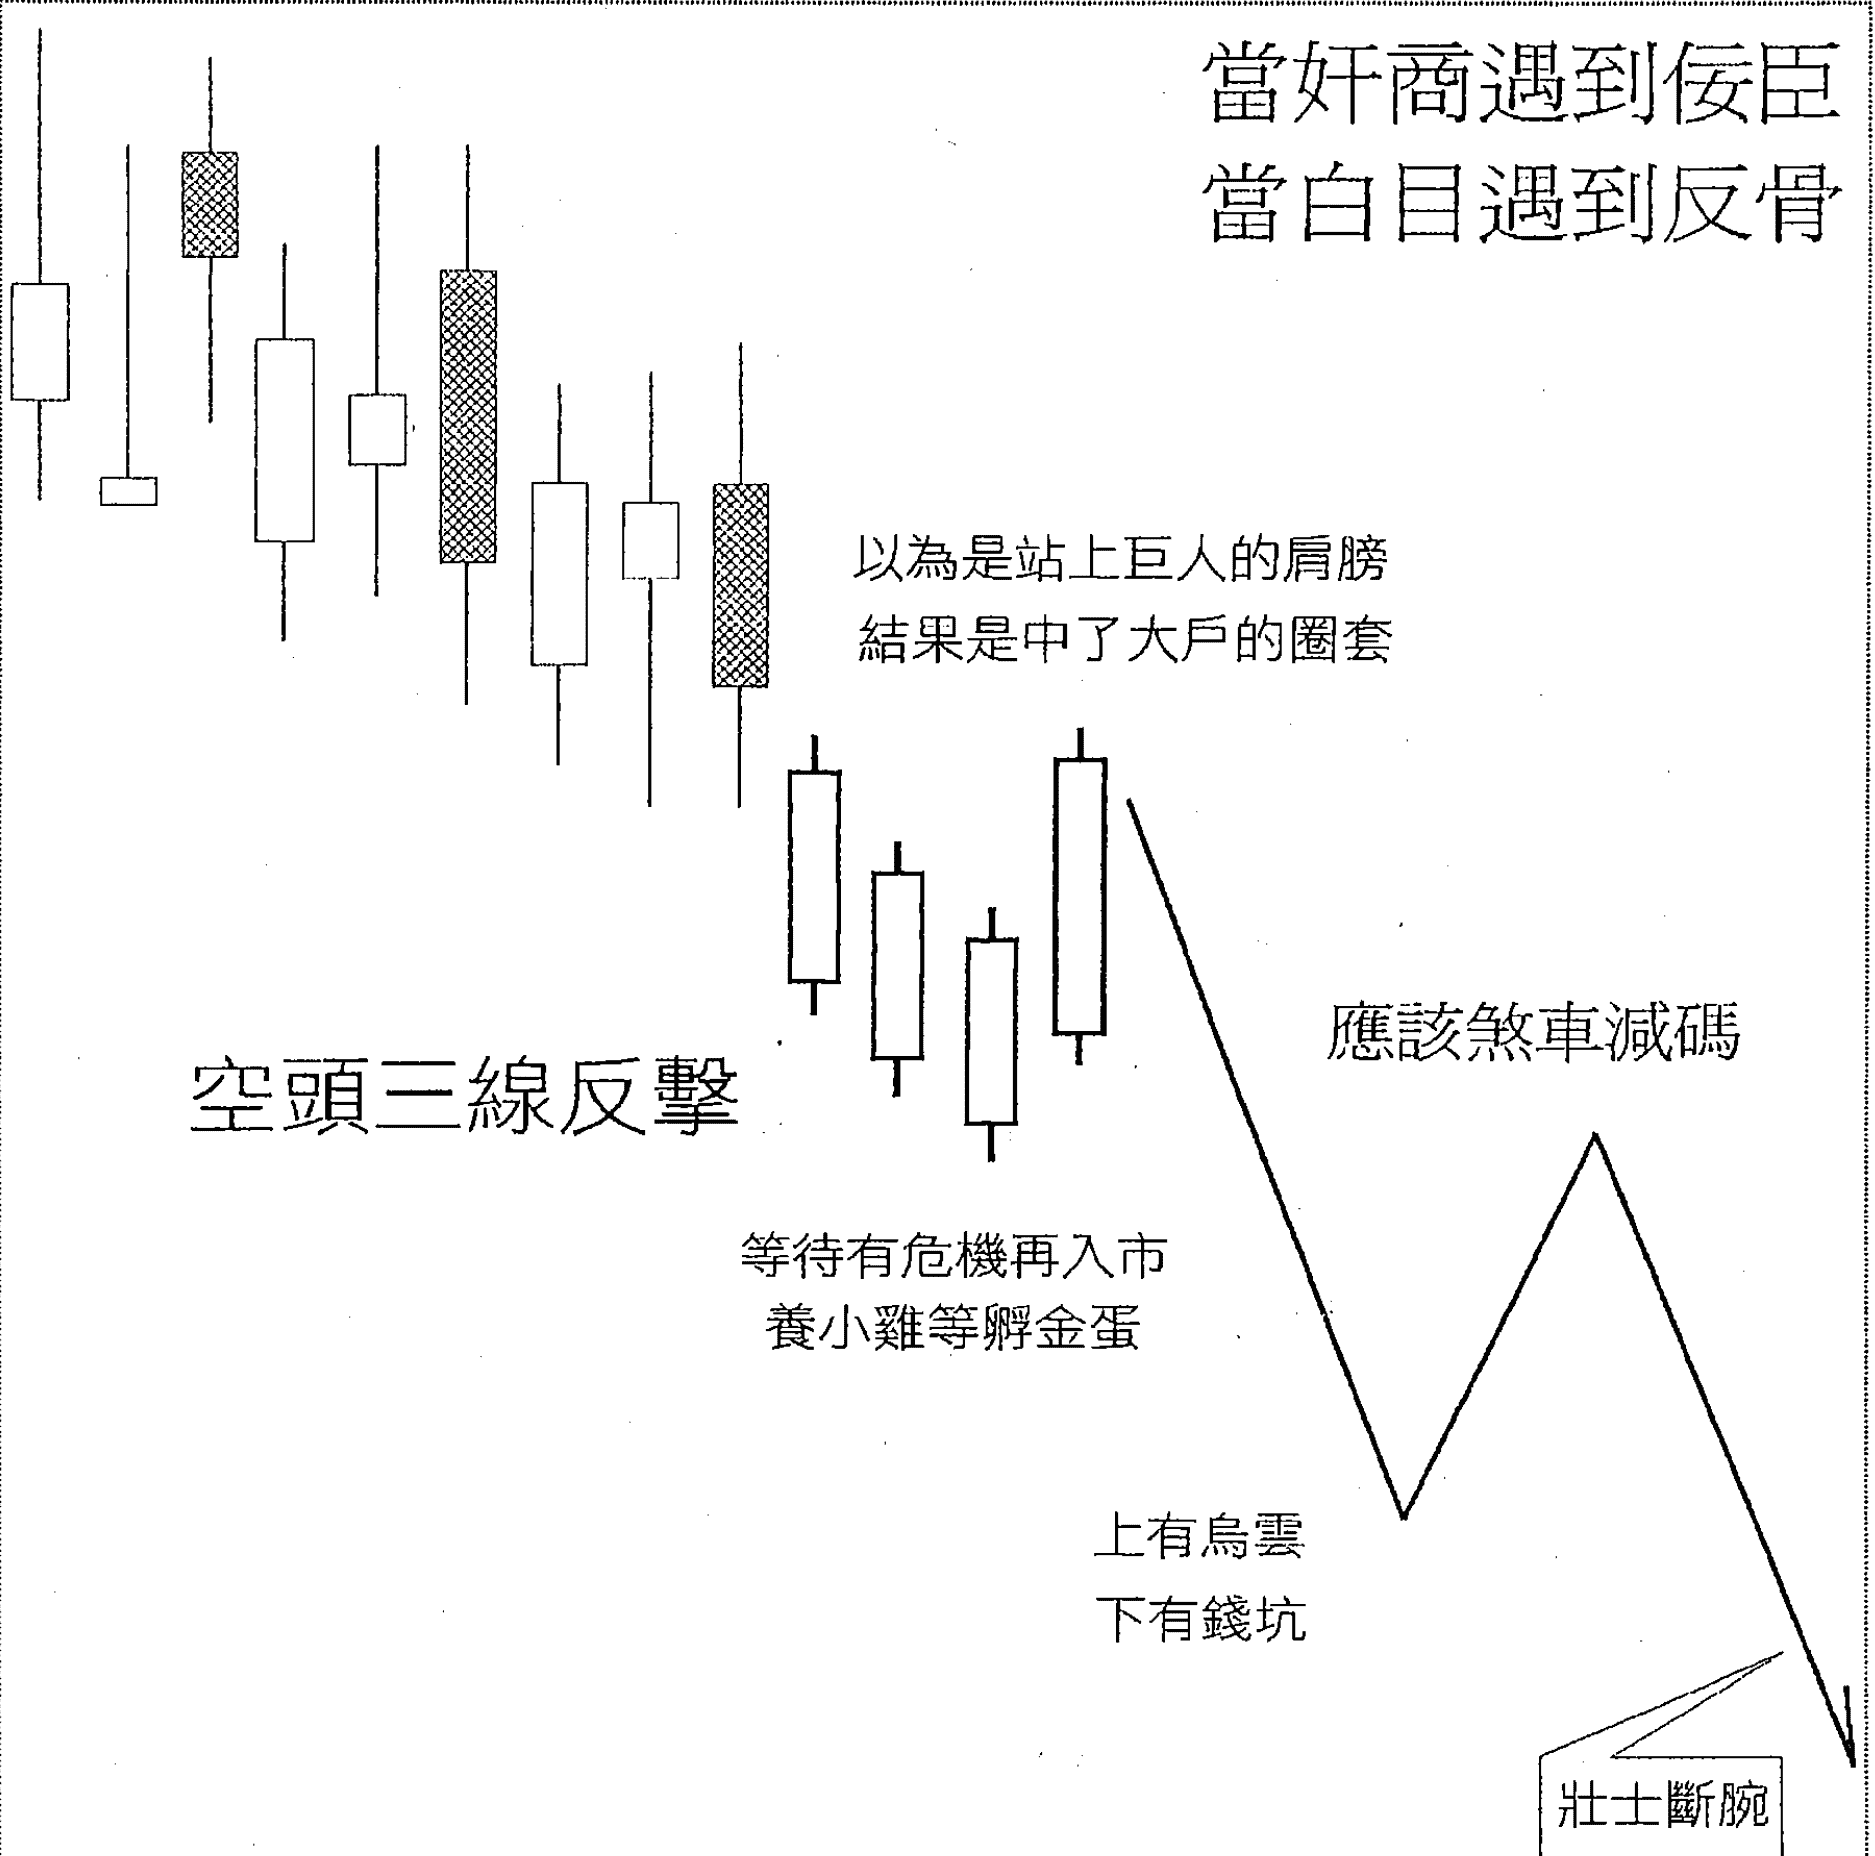 當奸商遇到佞臣
當白目遇到反骨
以為是站上巨人的肩膀
結果是中了大戶的圈套
應該煞車減碼
空頭三線反擊
等待有危機再入市
養小雞等孵金蛋
上有烏雲
下有錢坑
壯士斷腕